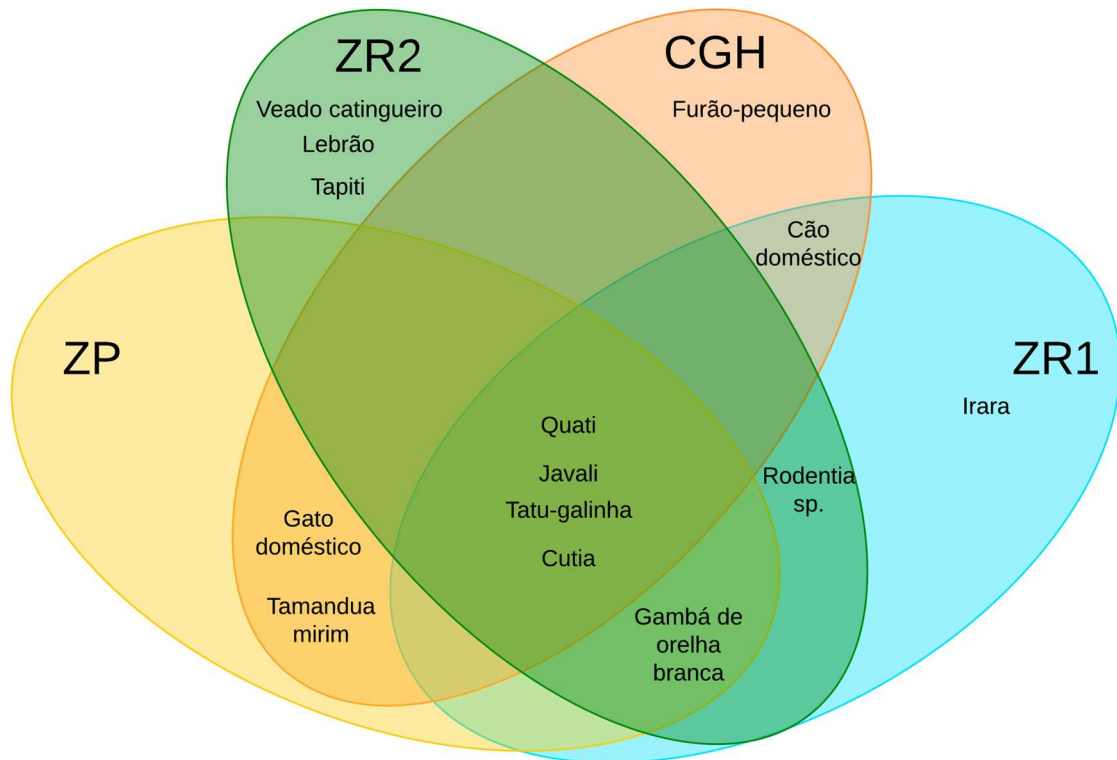 ZR2
CGH
Veado catingueiro
Furão-pequeno
Lebrão
Tapiti
Cão
doméstico
ZP
ZR1
Irara
Quati
Javali
Rodentia
sp.
Tatu-galinha
Gato
doméstico
Cutia
Tamandua
mirim
Gambá de
orelha
branca